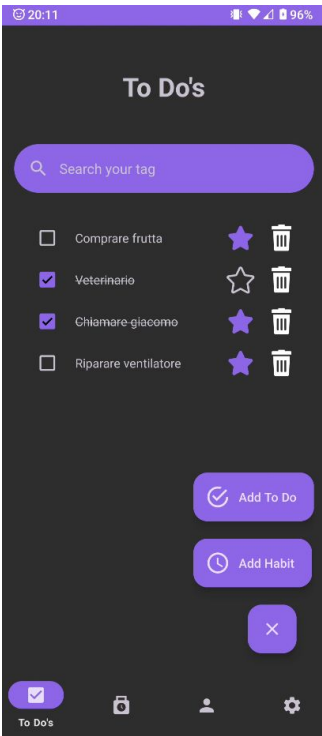 20:11
96%
To Do's
Search your tag
Comprare frutta
Veterinario
Chiamare giacomo
Riparare ventilatore
Add To Do
Add Habit
To Do's